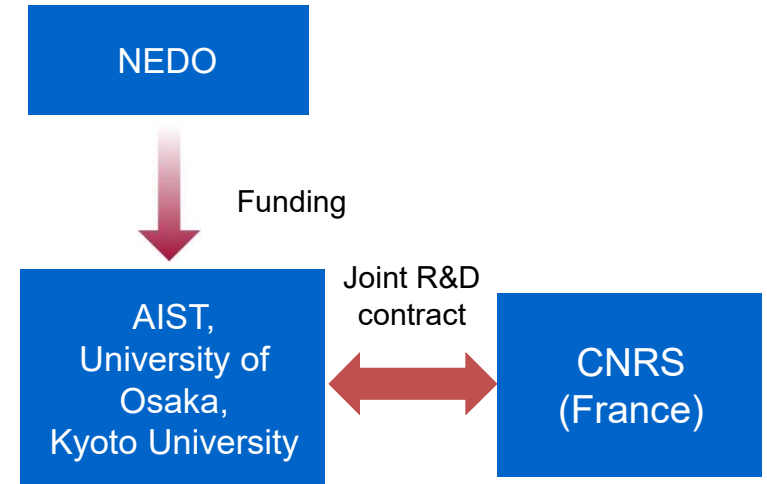 NEDO
Funding
Joint R&D
contract
AIST,
University of
Osaka,
Kyoto University
CNRS
(France)